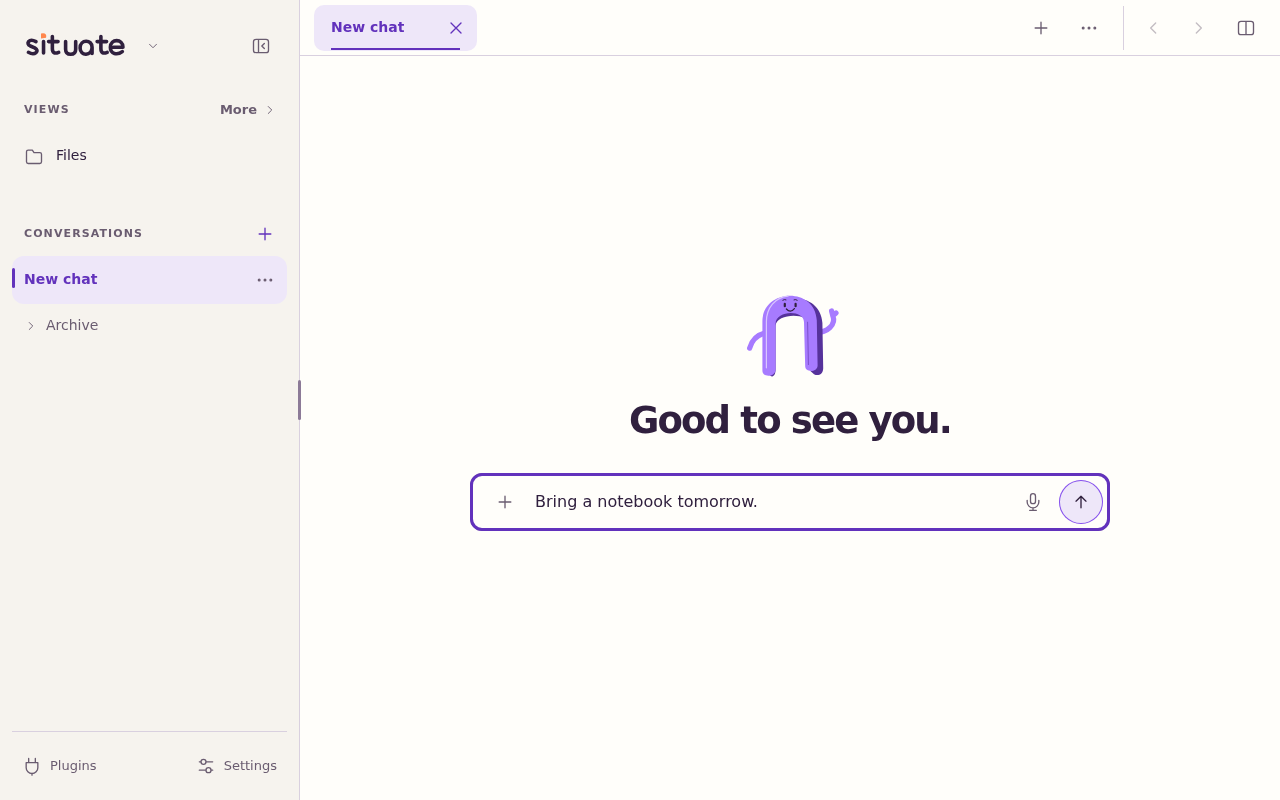 situate
VIEWS
More
Files
CONVERSATIONS
New chat
Archive
Plugins
Settings
New chat
Good to see you.
Bring a notebook tomorrow.